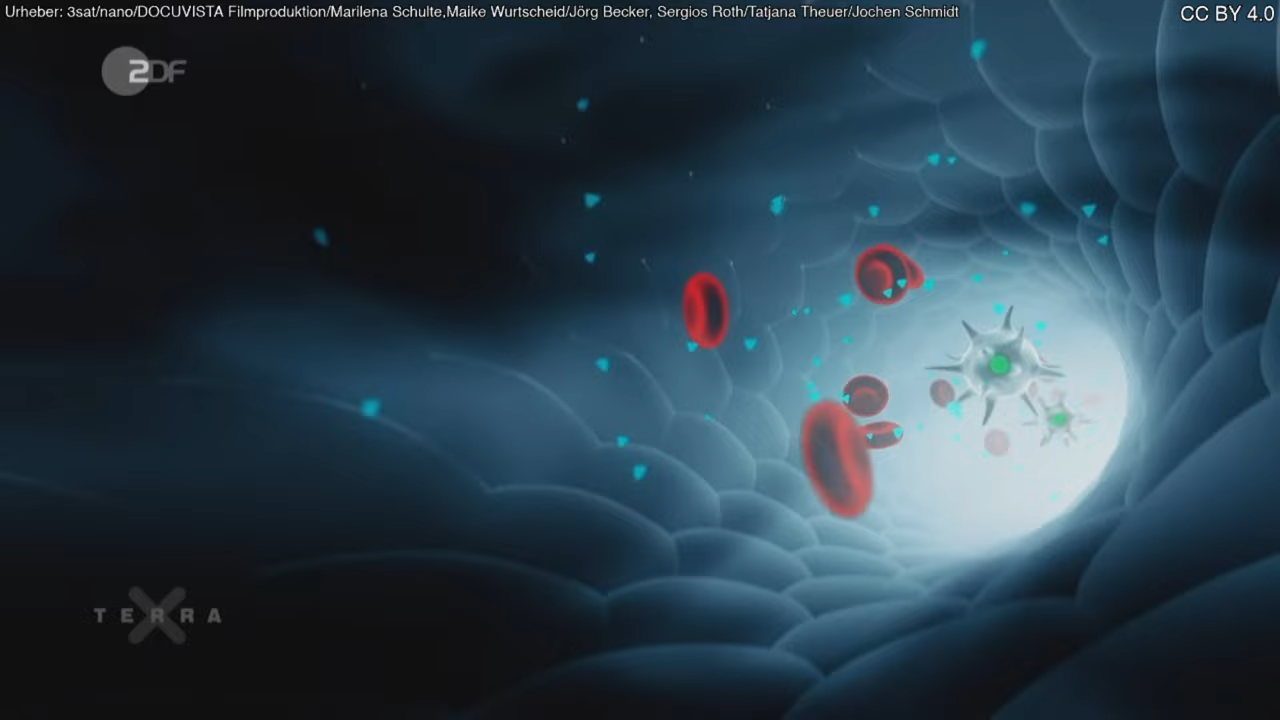 Urheber: 3sat/nano/DOCUVISTA Filmproduktion/Marilena Schulte,Maike Wurtscheid/Jörg Becker, Sergios Roth/Tatjana Theuer/Jochen Schmidt
CC BY 4.0
2DF
TERRA X